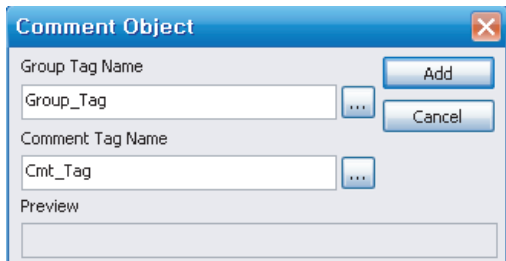 Comment Object
Group Tag Name
Add
Group_Tag
...
Cancel
Comment Tag Name
Cmt_Tag
...
Preview